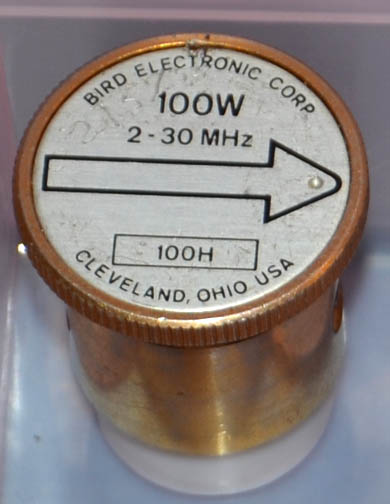 BIRD ELECTRONIC CORP
100W
2-30 MHz
100H
CLEVELAND, OHIO USA